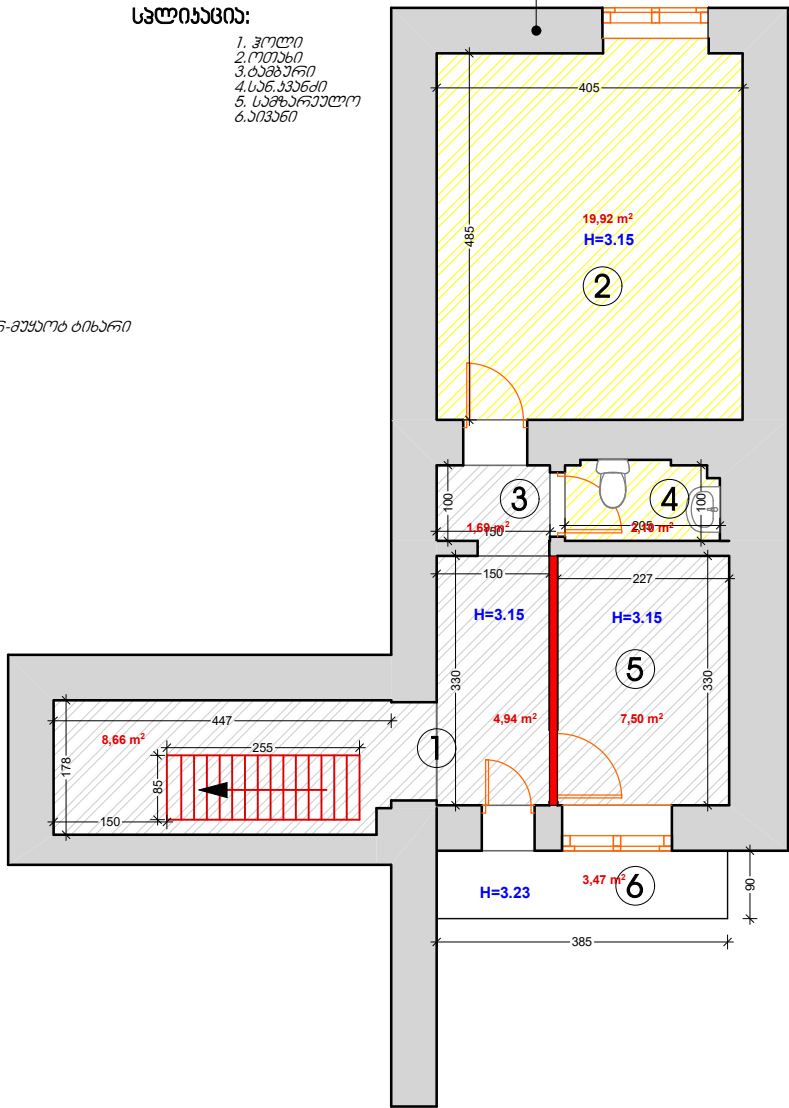 სპლიკაცია:
1. ჰოლი
2.ოთახი
3.ტამბური
4.სან.კვანძი
5. სამზარეულო
6.აივანი
405
19,92 m²
H=3.15
485
2
ნ-მუყაოტ ტიხარი
3
4
100
100
1,69 m²
150
205
2,10 m²
150
227
H=3.15
H=3.15
5
330
330
447
4,94 m²
7,50 m²
8,66 m²
255
1
178
85
150
3,47 m²
6
H=3.23
90
385